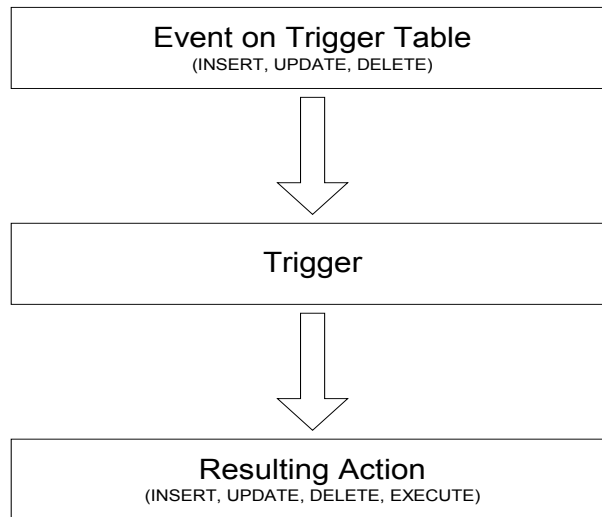 Event on Trigger Table
(INSERT, UPDATE, DELETE)
Trigger
Resulting Action
(INSERT, UPDATE, DELETE, EXECUTE)